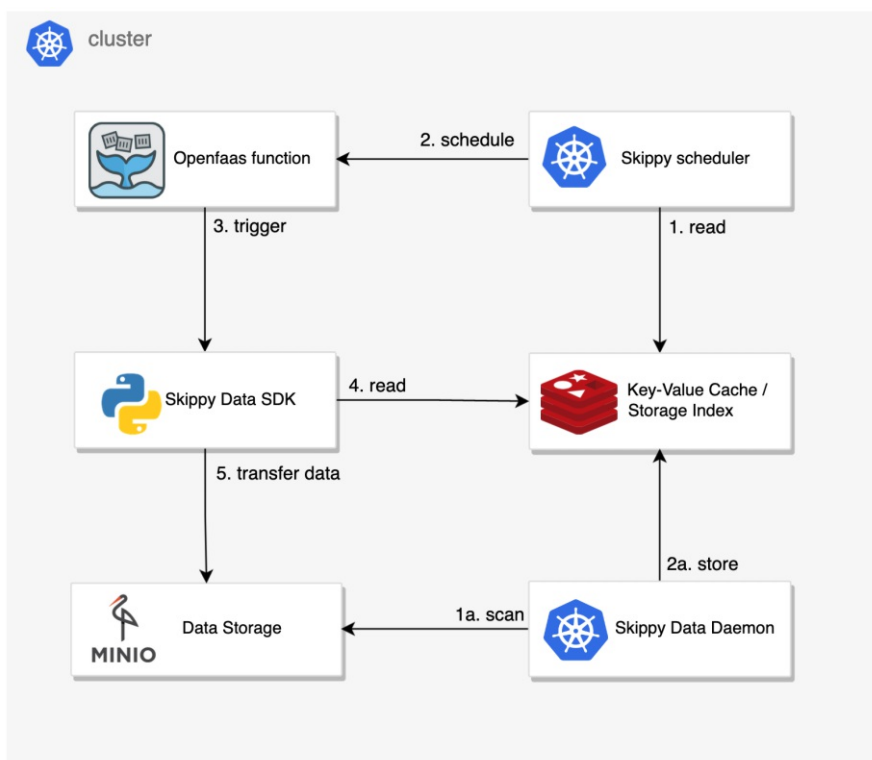 cluster
Openfaas function
2. schedule
Skippy scheduler
3. trigger
1. read
Skippy Data SDK
4. read
Key-Value Cache /
Storage Index
5. transfer data
2a. store
MINIO
Data Storage
1a. scan
Skippy Data Daemon